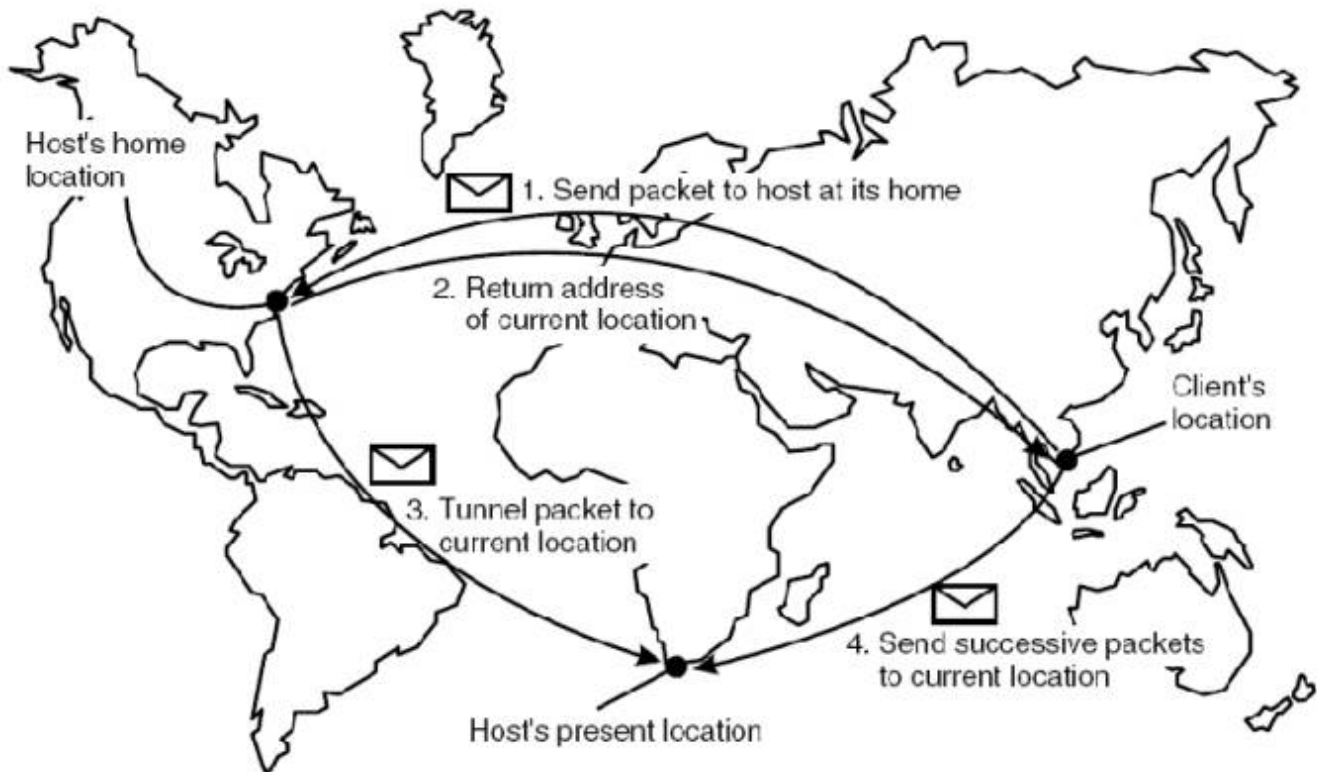 Host's home
location
1. Send packet to host at its home
2. Return address
of current location
Client's
location
3. Tunnel packet to
current location
4. Send successive packets
to current location
Host's present location